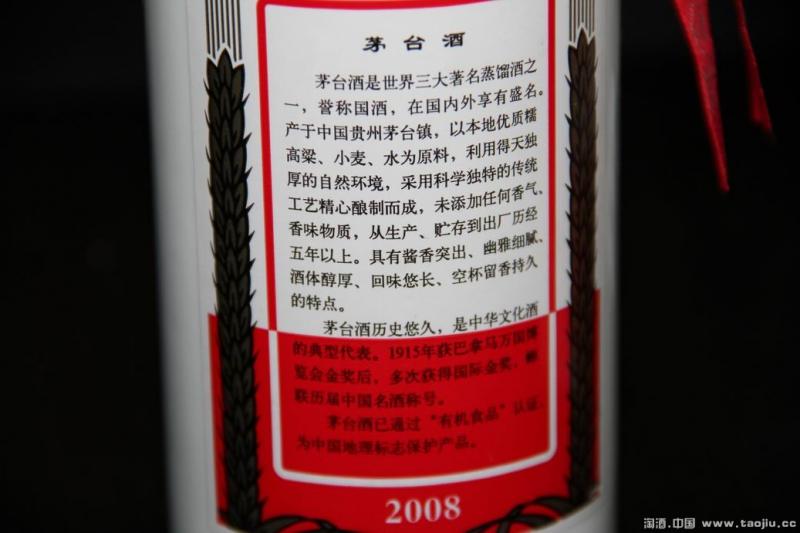 茅台酒
茅台酒是世界三大著名蒸馏酒之
一，誉称国酒，在国内外享有盛名。
产于中国贵州茅台镇，以本地优质糯
高粱、小麦、水为原料，利用得天独
厚的自然环境，采用科学独特的传统
工艺精心酿制而成，未添加任何香气、
香味物质，从生产、贮存到出厂历经
五年以上。具有酱香突出、幽雅细腻、
酒体醇厚、回味悠长、空杯留香持久
的特点。
茅台酒历史悠久，是中华文化酒
的典型代表。1915年获巴拿马万国博
览会金奖后，多次获得国际金奖，蝉
联历届中国名酒称号。
茅台酒已通过“有机食品”认证，
为中国地理标志保护产品。
2008
淘酒.中国 www.taojiu.cc